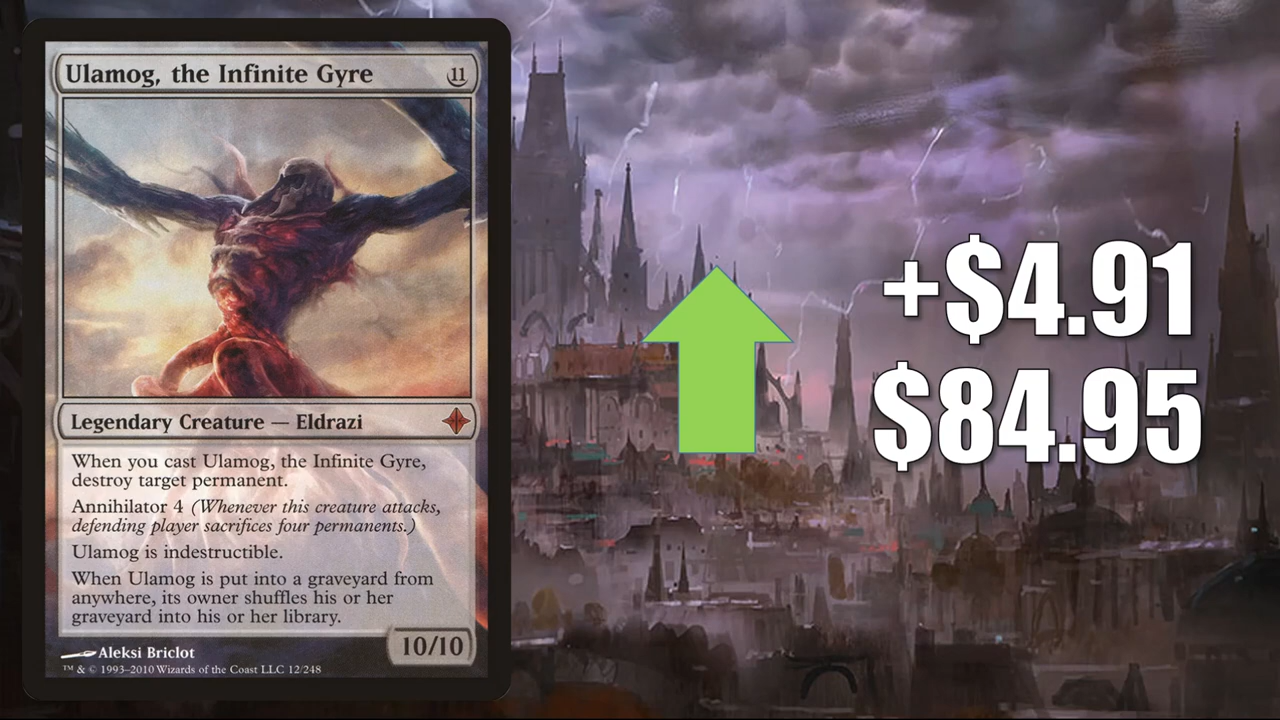 Ulamog, the Infinite Gyre
11
Legendary Creature — Eldrazi
When you cast Ulamog, the Infinite Gyre,
destroy target permanent.
Annihilator 4 (Whenever this creature attacks,
defending player sacrifices four permanents.)
Ulamog is indestructible.
When Ulamog is put into a graveyard from
anywhere, its owner shuffles his or her
graveyard into his or her library.
10/10
Aleksi Briclot
™ & © 1993–2010 Wizards of the Coast LLC 12/248
+$4.91
$84.95